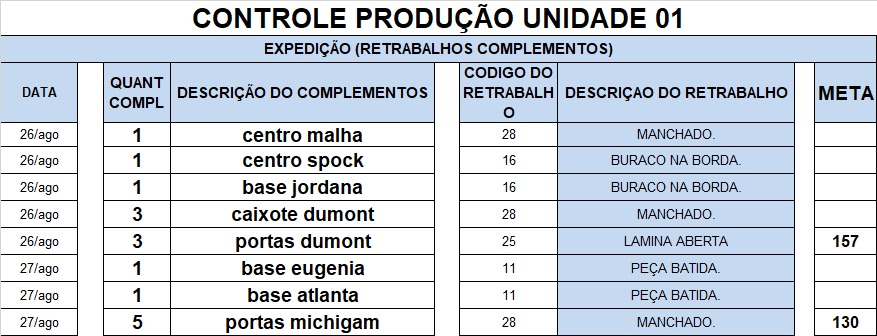 CONTROLE PRODUÇÃO UNIDADE 01
EXPEDIÇÃO (RETRABALHOS COMPLEMENTOS)
DATA QUANT COMPL DESCRIÇÃO DO COMPLEMENTOS CODIGO DO RETRABALHO DESCRIÇAO DO RETRABALHO META
26/ago 1 centro malha 28 MANCHADO.
26/ago 1 centro spock 16 BURACO NA BORDA.
26/ago 1 base jordana 16 BURACO NA BORDA.
26/ago 3 caixote dumont 28 MANCHADO.
26/ago 3 portas dumont 25 LAMINA ABERTA 157
27/ago 1 base eugenia 11 PEÇA BATIDA.
27/ago 1 base atlanta 11 PEÇA BATIDA.
27/ago 5 portas michigam 28 MANCHADO. 130